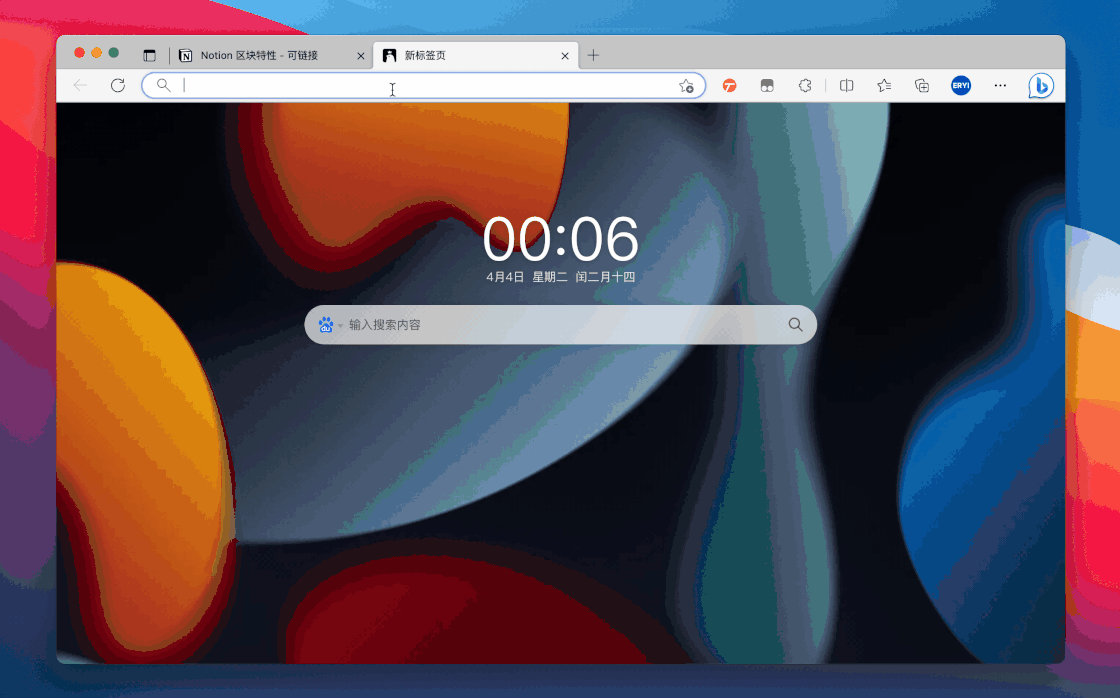 Notion 区块特性 - 可链接
新标签页
ERYI
00:06
4月4日 星期二 闰二月十四
du
输入搜索内容